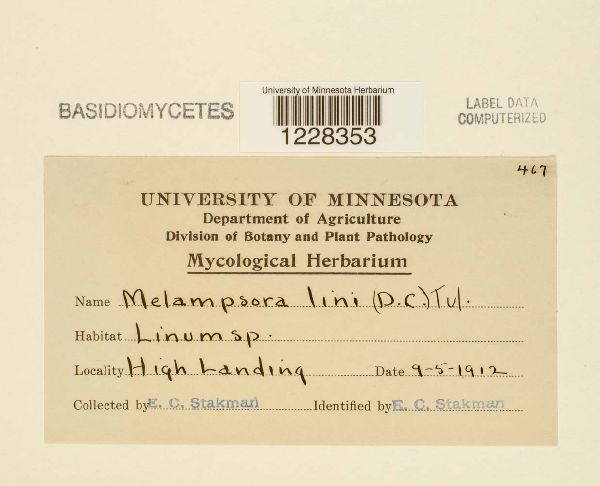 BASIDIOMYCETES
University of Minnesota Herbarium
1228353
LABEL DATA
COMPUTERIZED
467
UNIVERSITY OF MINNESOTA
Department of Agriculture
Division of Botany and Plant Pathology
Mycological Herbarium
Name Melampsora lini (D.C.) Tul.
Habitat Linum sp.
Locality High Landing Date 9-5-1912
Collected by E. C. Stakman Identified by E. C. Stakman